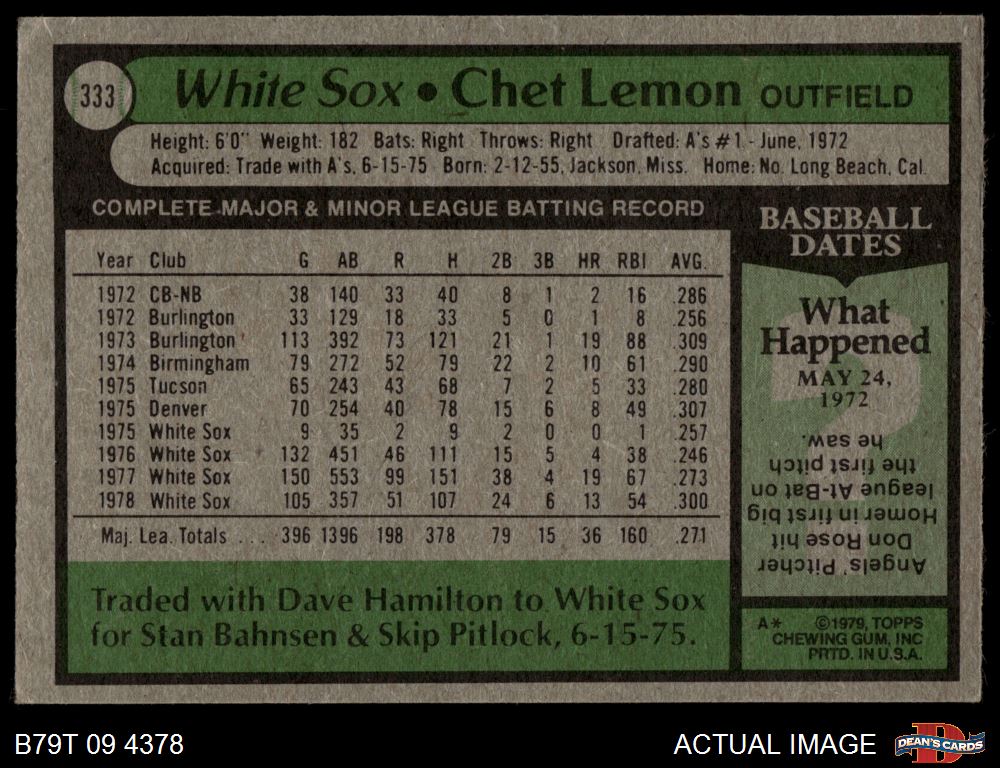 333
White Sox • Chet Lemon OUTFIELD
Height: 6'0" Weight: 182 Bats: Right Throws: Right Drafted: A's #1 - June, 1972
Acquired: Trade with A's, 6-15-75 Born: 2-12-55, Jackson, Miss. Home: No. Long Beach, Cal.
COMPLETE MAJOR & MINOR LEAGUE BATTING RECORD
Year Club G AB R H 2B 3B HR RBI AVG.
1972 CB-NB 38 140 33 40 8 1 2 16 .286
1972 Burlington 33 129 18 33 5 0 1 8 .256
1973 Burlington 113 392 73 121 21 1 19 88 .309
1974 Birmingham 79 272 52 79 22 2 10 61 .290
1975 Tucson 65 243 43 68 7 2 5 33 .280
1975 Denver 70 254 40 78 15 6 8 49 .307
1975 White Sox 9 35 2 9 2 0 0 1 .257
1976 White Sox 132 451 46 111 15 5 4 38 .246
1977 White Sox 150 553 99 151 38 4 19 67 .273
1978 White Sox 105 357 51 107 24 6 13 54 .300
Maj. Lea. Totals . . . 396 1396 198 378 79 15 36 160 .271
Traded with Dave Hamilton to White Sox
for Stan Bahnsen & Skip Pitlock, 6-15-75.
BASEBALL
DATES
What
Happened
MAY 24,
1972
Angels' Pitcher
Don Rose hit
Homer in first big
league At-Bat on
the first pitch
he saw.
A* ©1979, TOPPS
CHEWING GUM, INC
PRTD. IN U.S.A.
B79T 09 4378
ACTUAL IMAGE
D
DEAN'S CARDS